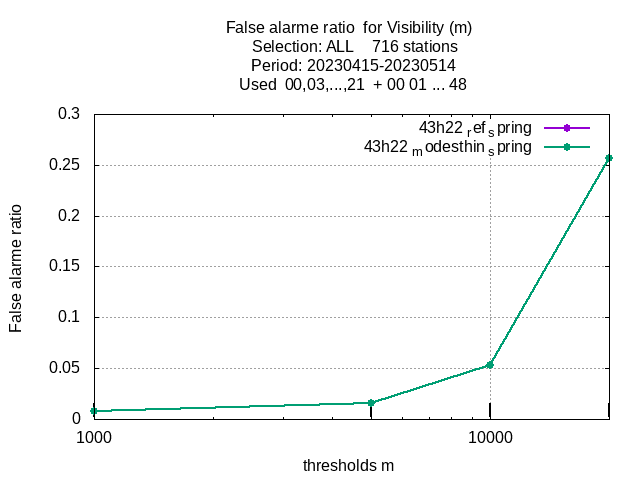 False alarme ratio  for Visibility (m)
Selection: ALL    716 stations
Period: 20230415-20230514
Used  00,03,...,21  + 00 01 ... 48
0.3
43h22 ref spring
43h22 modesthin spring
0.25
0.2
0.15
0.1
0.05
0
False alarme ratio
1000
10000
thresholds m